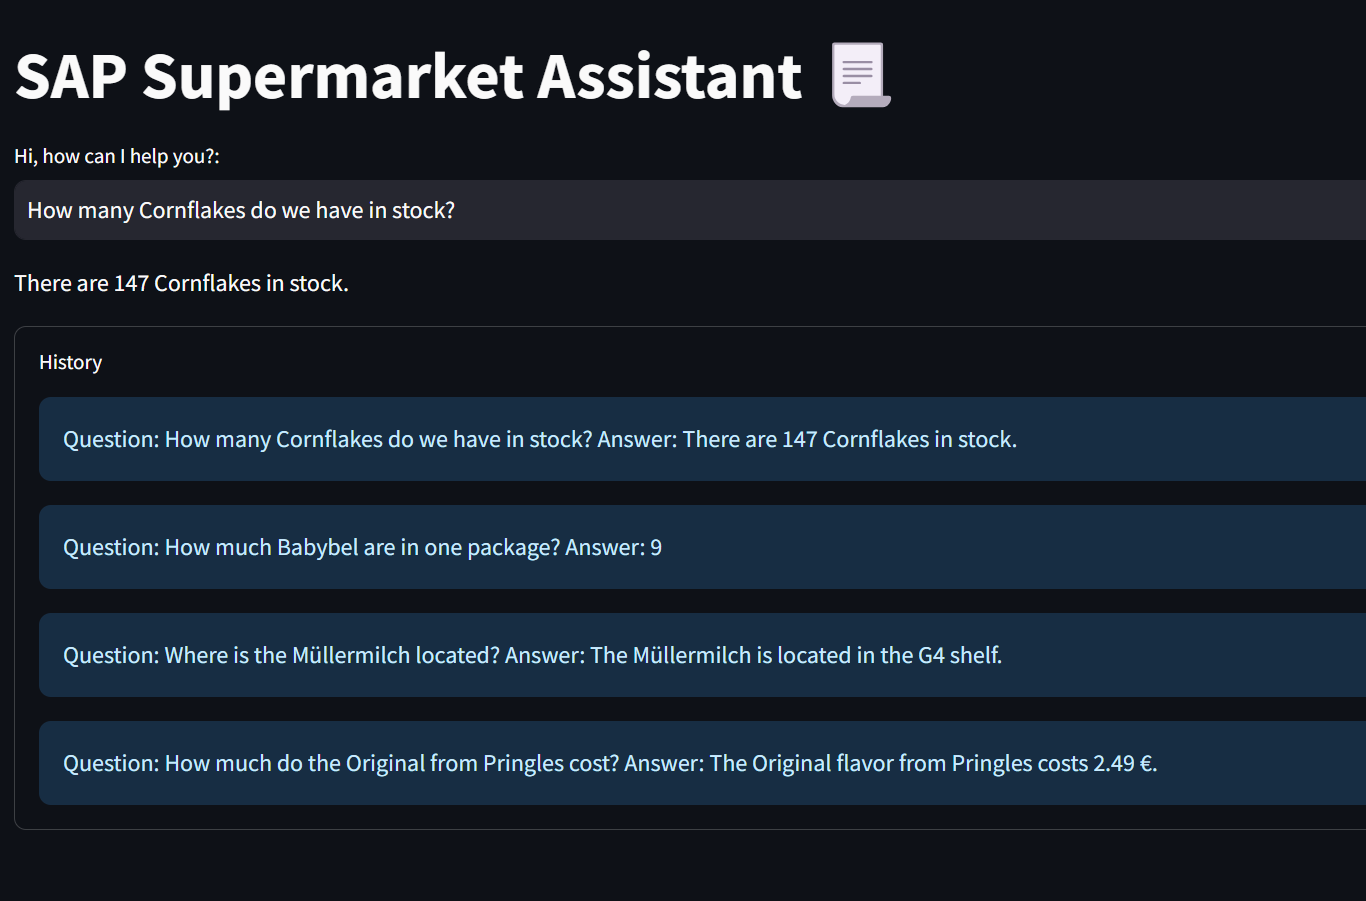 SAP Supermarket Assistant
Hi, how can I help you?:
How many Cornflakes do we have in stock?
There are 147 Cornflakes in stock.
History
Question: How many Cornflakes do we have in stock? Answer: There are 147 Cornflakes in stock.
Question: How much Babybel are in one package? Answer: 9
Question: Where is the Müllermilch located? Answer: The Müllermilch is located in the G4 shelf.
Question: How much do the Original from Pringles cost? Answer: The Original flavor from Pringles costs 2.49 €.